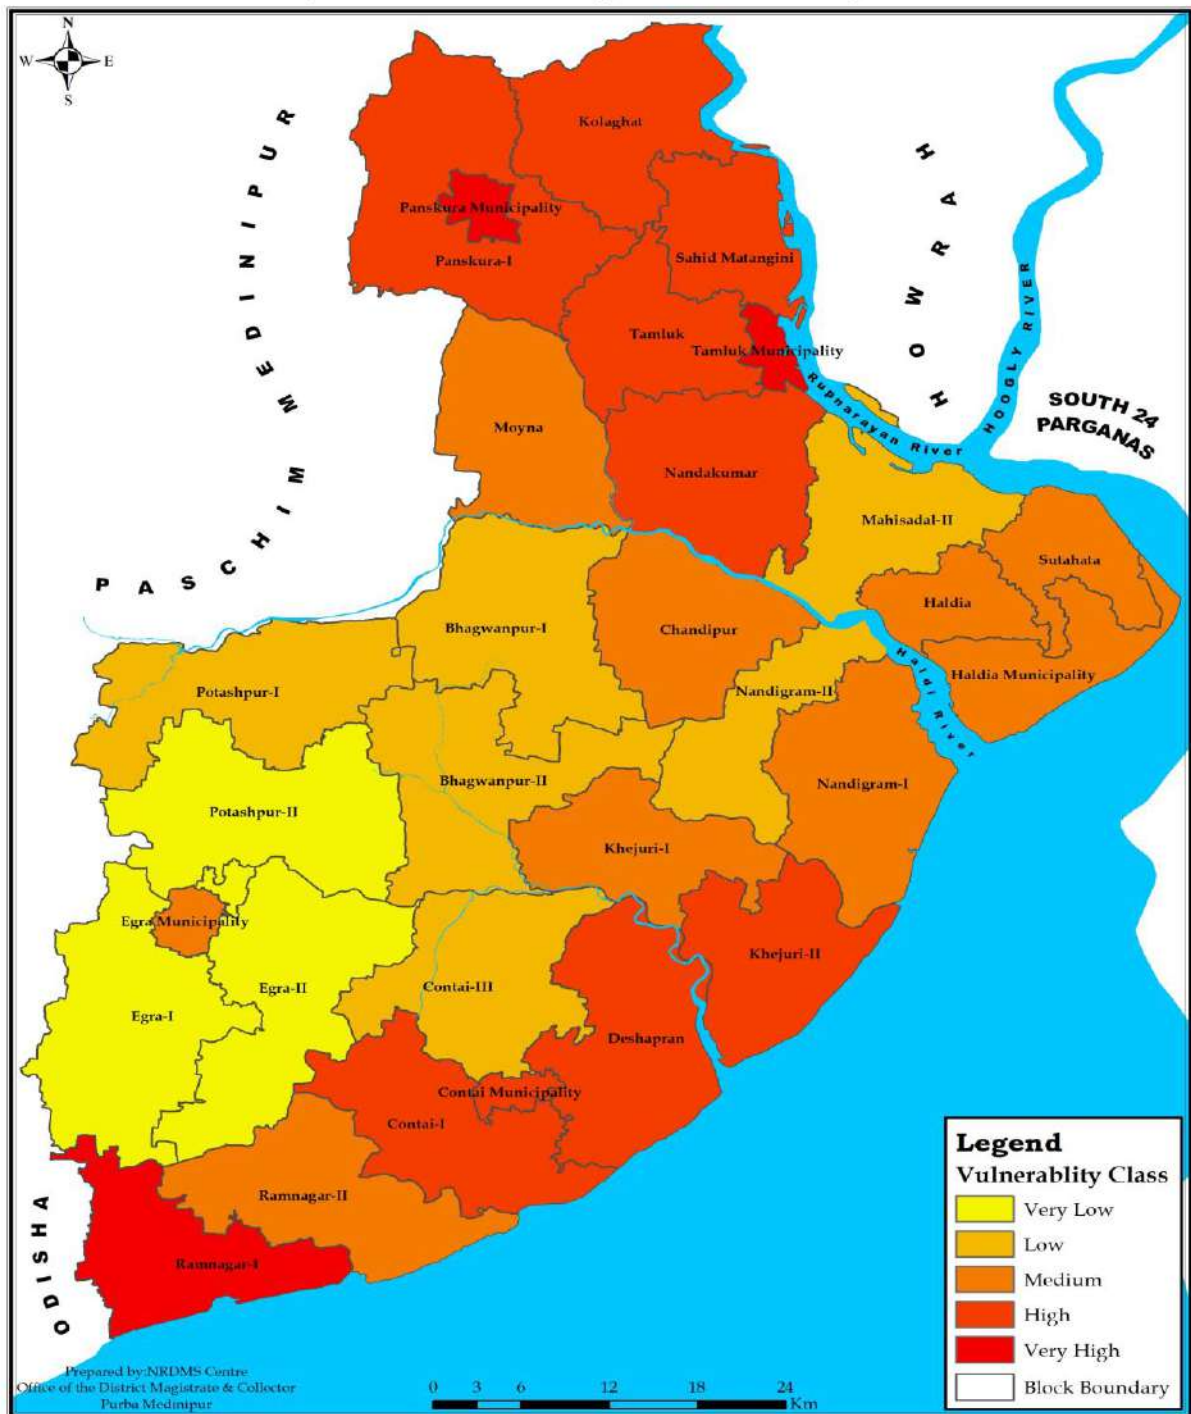 N
W E
S
Kolaghat
Panskura Municipality
Panskura-I
Sahid Matangini
Tamluk
Tamluk Municipality
HOWRAH
HOOGLY RIVER
Rupnarayan River
SOUTH 24
PARGANAS
PASCHIM MEDINIPUR
Moyna
Nandakumar
Mahisadal-II
Sutahata
Haldia
Haldia Municipality
Haldi River
Bhagwanpur-I
Chandipur
Potashpur-I
Nandigram-II
Bhagwanpur-II
Nandigram-I
Potashpur-II
Khejuri-I
Egra Municipality
Khejuri-II
Egra-II
Contai-III
Egra-I
Deshapran
Contai Municipality
Contai-I
Ramnagar-II
Ramnagar-I
ODISHA
Legend
Vulnerablity Class
Very Low
Low
Medium
High
Very High
Block Boundary
Prepared by:NRDMS Centre
Office of the District Magistrate & Collector
Purba Medinipur
0 3 6 12 18 24
Km